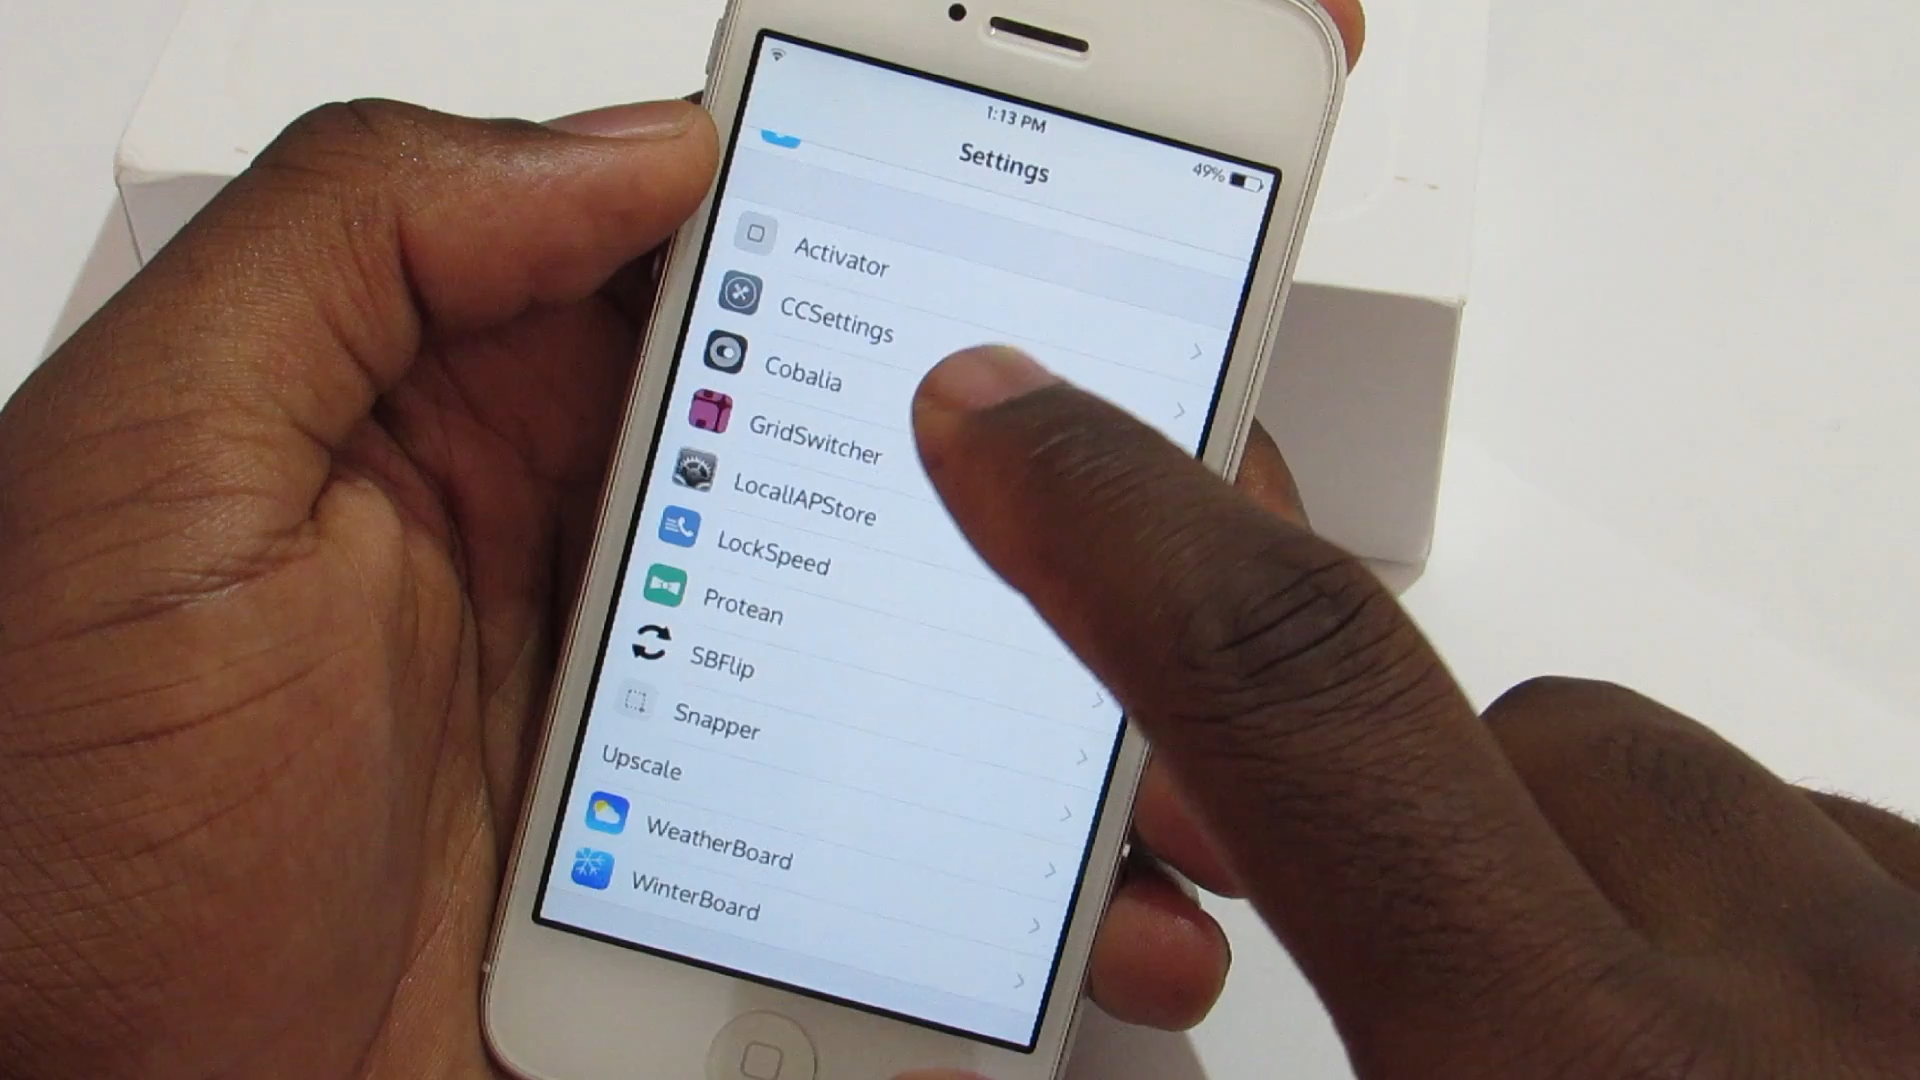 1:13 PM
49%
Settings
Activator
CCSettings
Cobalia
GridSwitcher
LocalIAPStore
LockSpeed
Protean
SBFlip
Snapper
Upscale
WeatherBoard
WinterBoard